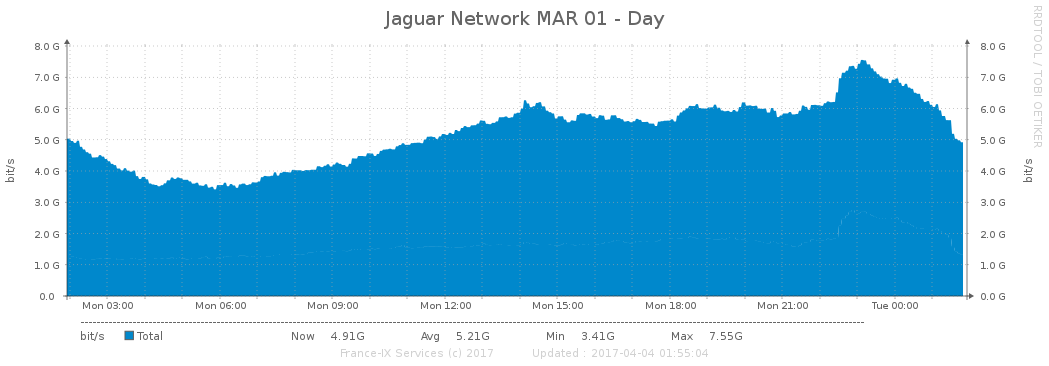 Jaguar Network MAR 01 - Day
RRDTOOL / TOBI OETIKER
8.0 G 8.0 G
7.0 G 7.0 G
6.0 G 6.0 G
5.0 G 5.0 G
4.0 G 4.0 G
3.0 G 3.0 G
2.0 G 2.0 G
1.0 G 1.0 G
0.0 0.0 G
bit/s
bit/s
Mon 03:00 Mon 06:00 Mon 09:00 Mon 12:00 Mon 15:00 Mon 18:00 Mon 21:00 Tue 00:00
bit/s Total Now 4.91G Avg 5.21G Min 3.41G Max 7.55G
France-IX Services (c) 2017 Updated : 2017-04-04 01:55:04